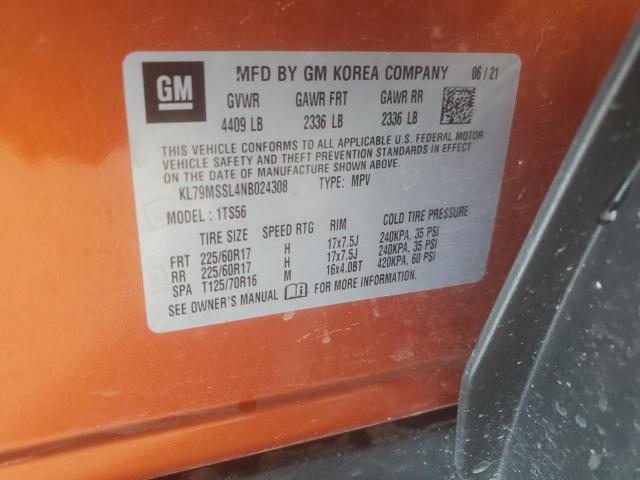 GM MFD BY GM KOREA COMPANY 06 / 21
GVWR GAWR FRT GAWR RR
4409 LB 2336 LB 2336 LB
THIS VEHICLE CONFORMS TO ALL APPLICABLE U.S. FEDERAL MOTOR
VEHICLE SAFETY AND THEFT PREVENTION STANDARDS IN EFFECT
ON THE DATE OF MANUFACTURE SHOWN ABOVE.
KL79MSSL4NB024308 TYPE: MPV
MODEL : 1TS56
TIRE SIZE SPEED RTG RIM COLD TIRE PRESSURE
FRT 225/60R17 H 17x7.5J 240KPA, 35 PSI
RR 225/60R17 H 17x7.5J 240KPA, 35 PSI
SPA T125/70R16 M 16x4.0BT 420KPA, 60 PSI
SEE OWNER'S MANUAL FOR MORE INFORMATION.